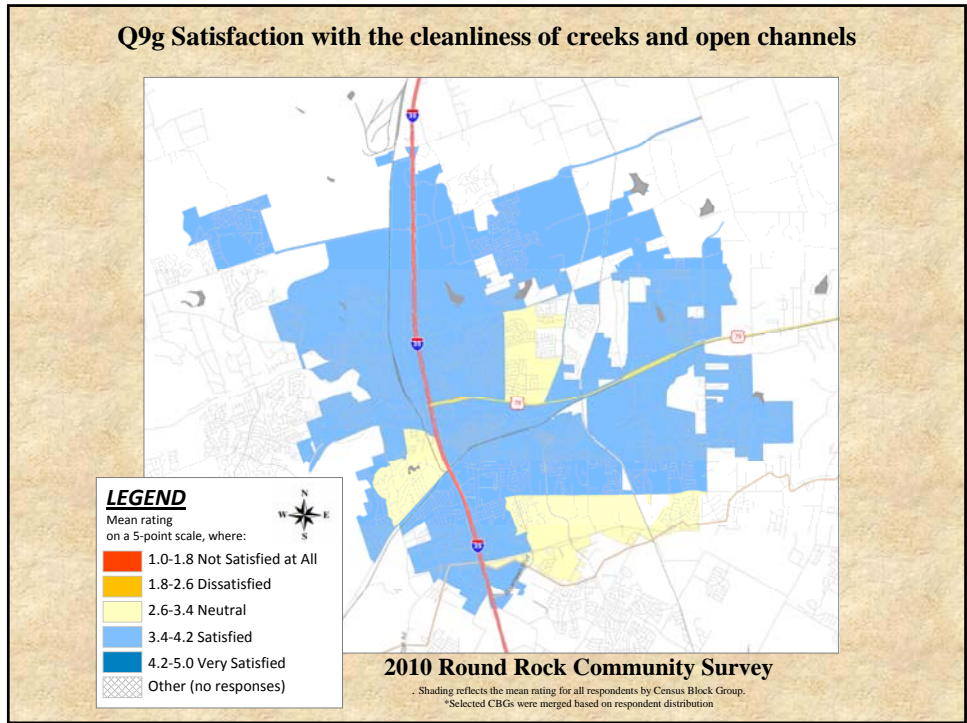 Q9g Satisfaction with the cleanliness of creeks and open channels
35
35
79
79
35
LEGEND
N
W E
S
Mean rating
on a 5-point scale, where:
1.0-1.8 Not Satisfied at All
1.8-2.6 Dissatisfied
2.6-3.4 Neutral
3.4-4.2 Satisfied
4.2-5.0 Very Satisfied
Other (no responses)
2010 Round Rock Community Survey
. Shading reflects the mean rating for all respondents by Census Block Group.
*Selected CBGs were merged based on respondent distribution